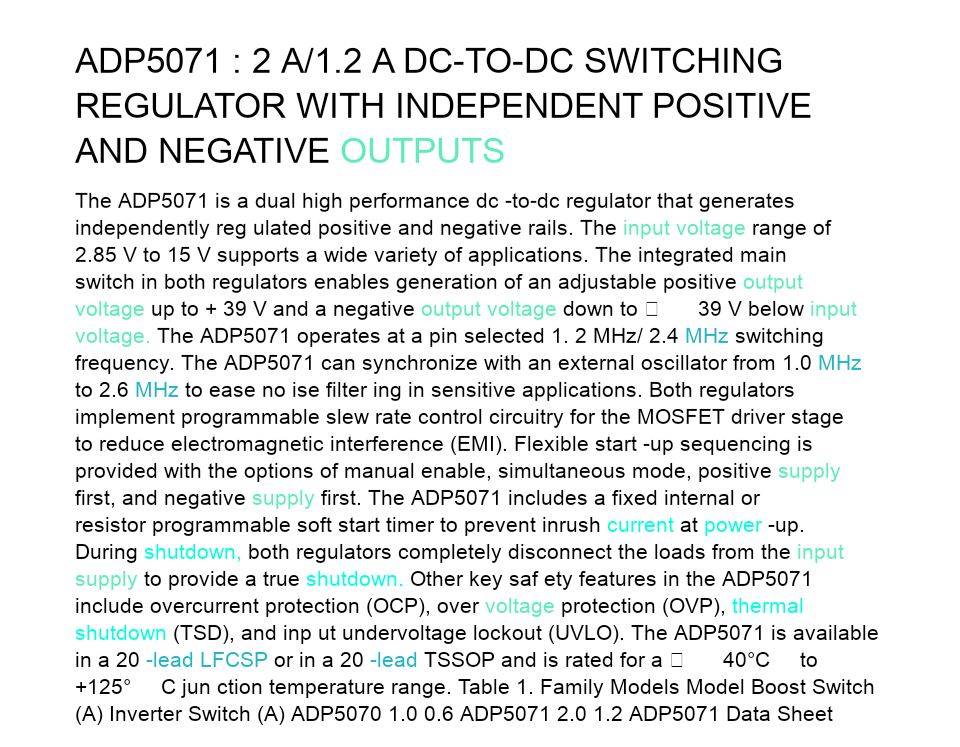 ADP5071 : 2 A/1.2 A DC-TO-DC SWITCHING
REGULATOR WITH INDEPENDENT POSITIVE
AND NEGATIVE OUTPUTS
The ADP5071 is a dual high performance dc -to-dc regulator that generates
independently reg ulated positive and negative rails. The input voltage range of
2.85 V to 15 V supports a wide variety of applications. The integrated main
switch in both regulators enables generation of an adjustable positive output
voltage up to + 39 V and a negative output voltage down to □ 39 V below input
voltage. The ADP5071 operates at a pin selected 1. 2 MHz/ 2.4 MHz switching
frequency. The ADP5071 can synchronize with an external oscillator from 1.0 MHz
to 2.6 MHz to ease no ise filter ing in sensitive applications. Both regulators
implement programmable slew rate control circuitry for the MOSFET driver stage
to reduce electromagnetic interference (EMI). Flexible start -up sequencing is
provided with the options of manual enable, simultaneous mode, positive supply
first, and negative supply first. The ADP5071 includes a fixed internal or
resistor programmable soft start timer to prevent inrush current at power -up.
During shutdown, both regulators completely disconnect the loads from the input
supply to provide a true shutdown. Other key saf ety features in the ADP5071
include overcurrent protection (OCP), over voltage protection (OVP), thermal
shutdown (TSD), and inp ut undervoltage lockout (UVLO). The ADP5071 is available
in a 20 -lead LFCSP or in a 20 -lead TSSOP and is rated for a □ 40°C to
+125° C jun ction temperature range. Table 1. Family Models Model Boost Switch
(A) Inverter Switch (A) ADP5070 1.0 0.6 ADP5071 2.0 1.2 ADP5071 Data Sheet